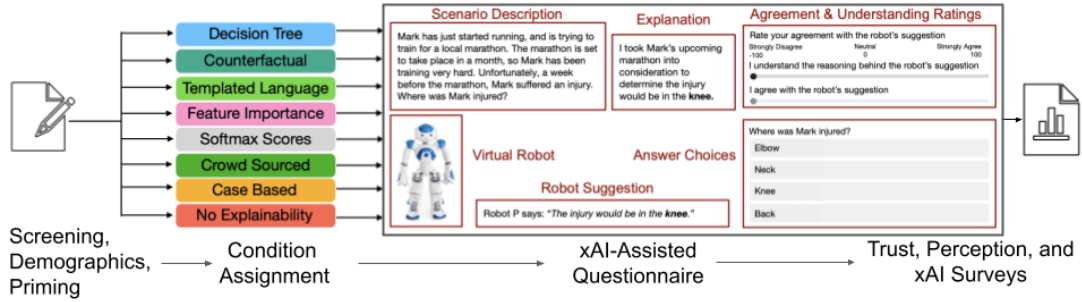 Decision Tree
Counterfactual
Templated Language
Feature Importance
Softmax Scores
Crowd Sourced
Case Based
No Explainability
Scenario Description
Mark has just started running, and is trying to
train for a local marathon. The marathon is set
to take place in a month, so Mark has been
training very hard. Unfortunately, a week
before the marathon, Mark suffered an injury.
Where was Mark injured?
Explanation
I took Mark's upcoming
marathon into
consideration to
determine the injury
would be in the knee.
Agreement & Understanding Ratings
Rate your agreement with the robot's suggestion
Strongly Disagree Neutral Strongly Agree
-100 0 100
I understand the reasoning behind the robot's suggestion
I agree with the robot's suggestion
Virtual Robot
Answer Choices
Where was Mark injured?
Elbow
Neck
Knee
Back
Robot Suggestion
Robot P says: "The injury would be in the knee."
Screening,
Demographics,
Priming
Condition
Assignment
xAI-Assisted
Questionnaire
Trust, Perception, and
xAI Surveys